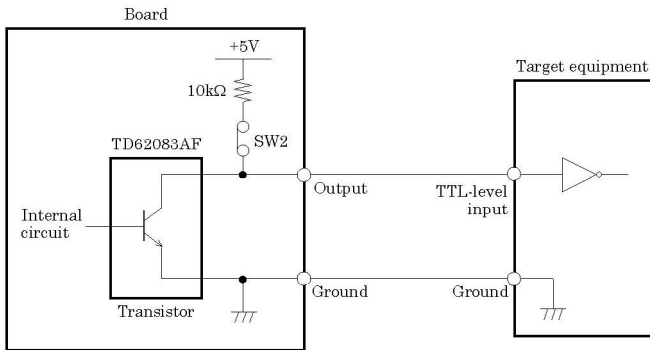 Board
+5V
10kΩ
SW2
TD62083AF
Internal
circuit
Transistor
Output
Ground
Target equipment
TTL-level
input
Ground